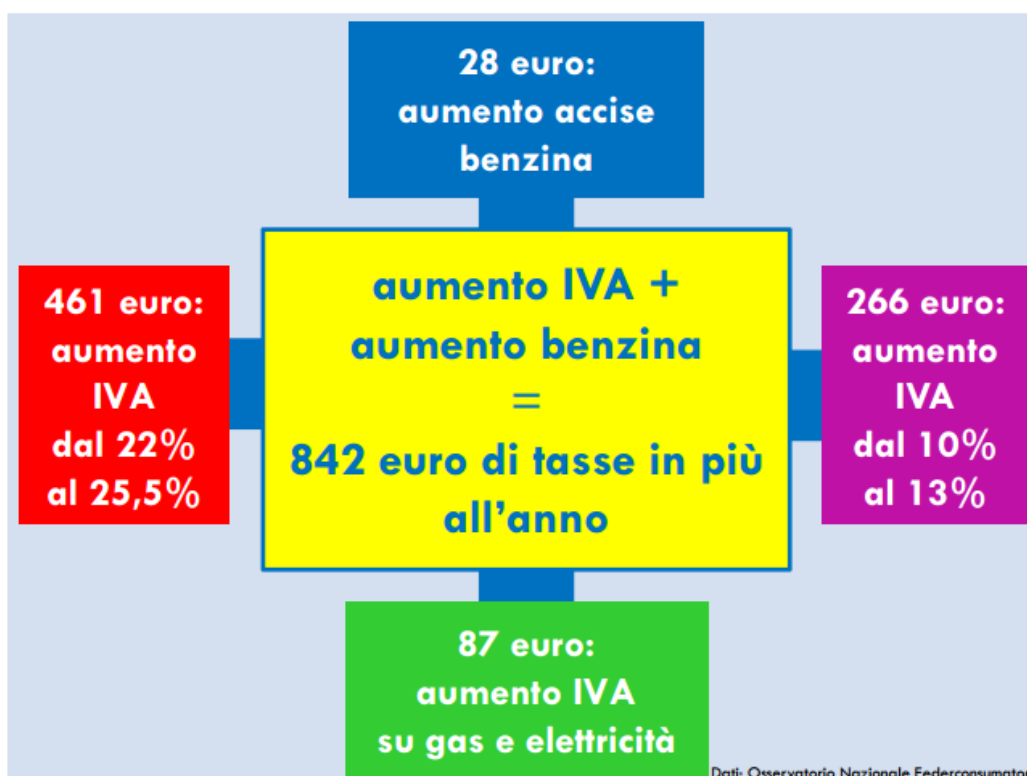 28 euro:
aumento accise
benzina
461 euro:
aumento
IVA
dal 22%
al 25,5%
aumento IVA +
aumento benzina
=
842 euro di tasse in più
all’anno
266 euro:
aumento
IVA
dal 10%
al 13%
87 euro:
aumento IVA
su gas e elettricità
Dati: Osservatorio Nazionale